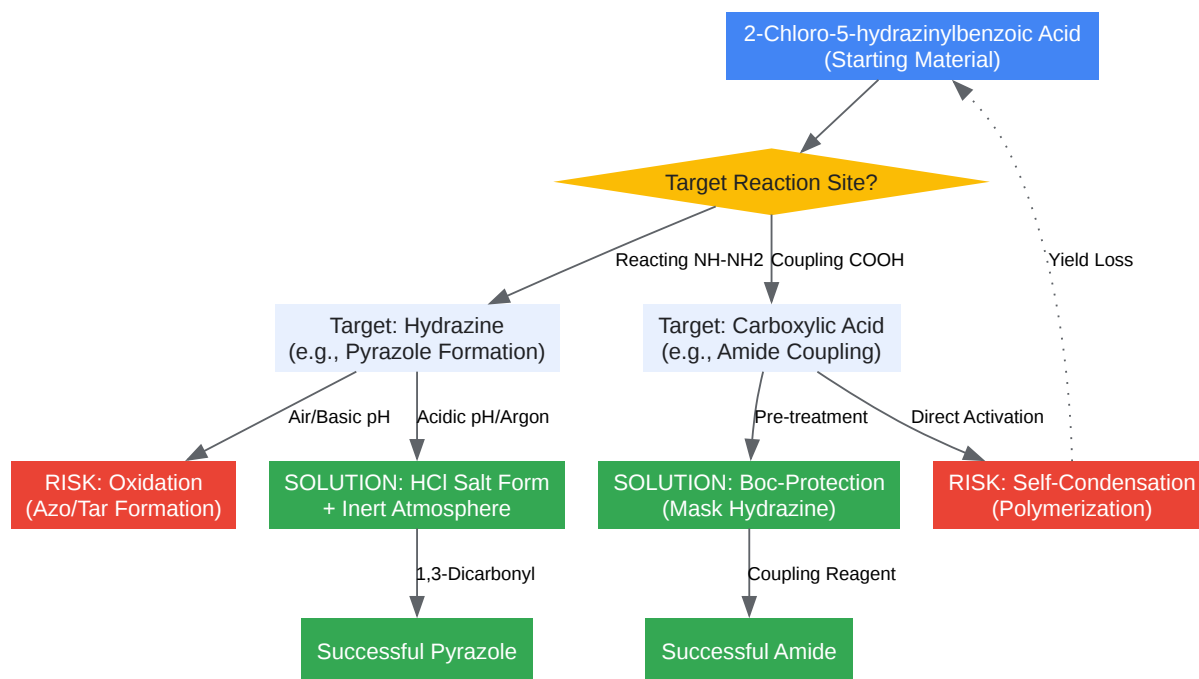 2-Chloro-5-hydrazinylbenzoic Acid
(Starting Material)
Target Reaction Site?
Reacting NH-NH2
Coupling COOH
Yield Loss
Target: Hydrazine
(e.g., Pyrazole Formation)
Target: Carboxylic Acid
(e.g., Amide Coupling)
Air/Basic pH
Acidic pH/Argon
Pre-treatment
Direct Activation
RISK: Oxidation
(Azo/Tar Formation)
SOLUTION: HCl Salt Form
+ Inert Atmosphere
SOLUTION: Boc-Protection
(Mask Hydrazine)
RISK: Self-Condensation
(Polymerization)
1,3-Dicarbonyl
Coupling Reagent
Successful Pyrazole
Successful Amide